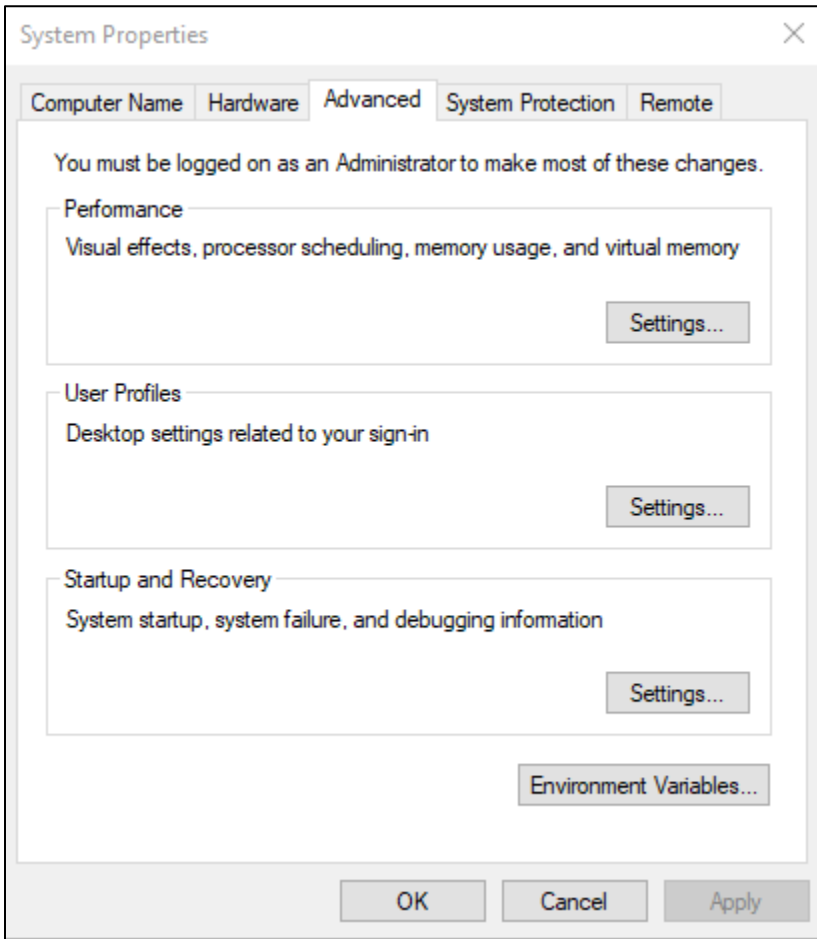 System Properties
Computer Name Hardware Advanced System Protection Remote
You must be logged on as an Administrator to make most of these changes.
Performance
Visual effects, processor scheduling, memory usage, and virtual memory
Settings...
User Profiles
Desktop settings related to your sign-in
Settings...
Startup and Recovery
System startup, system failure, and debugging information
Settings...
Environment Variables...
OK Cancel Apply